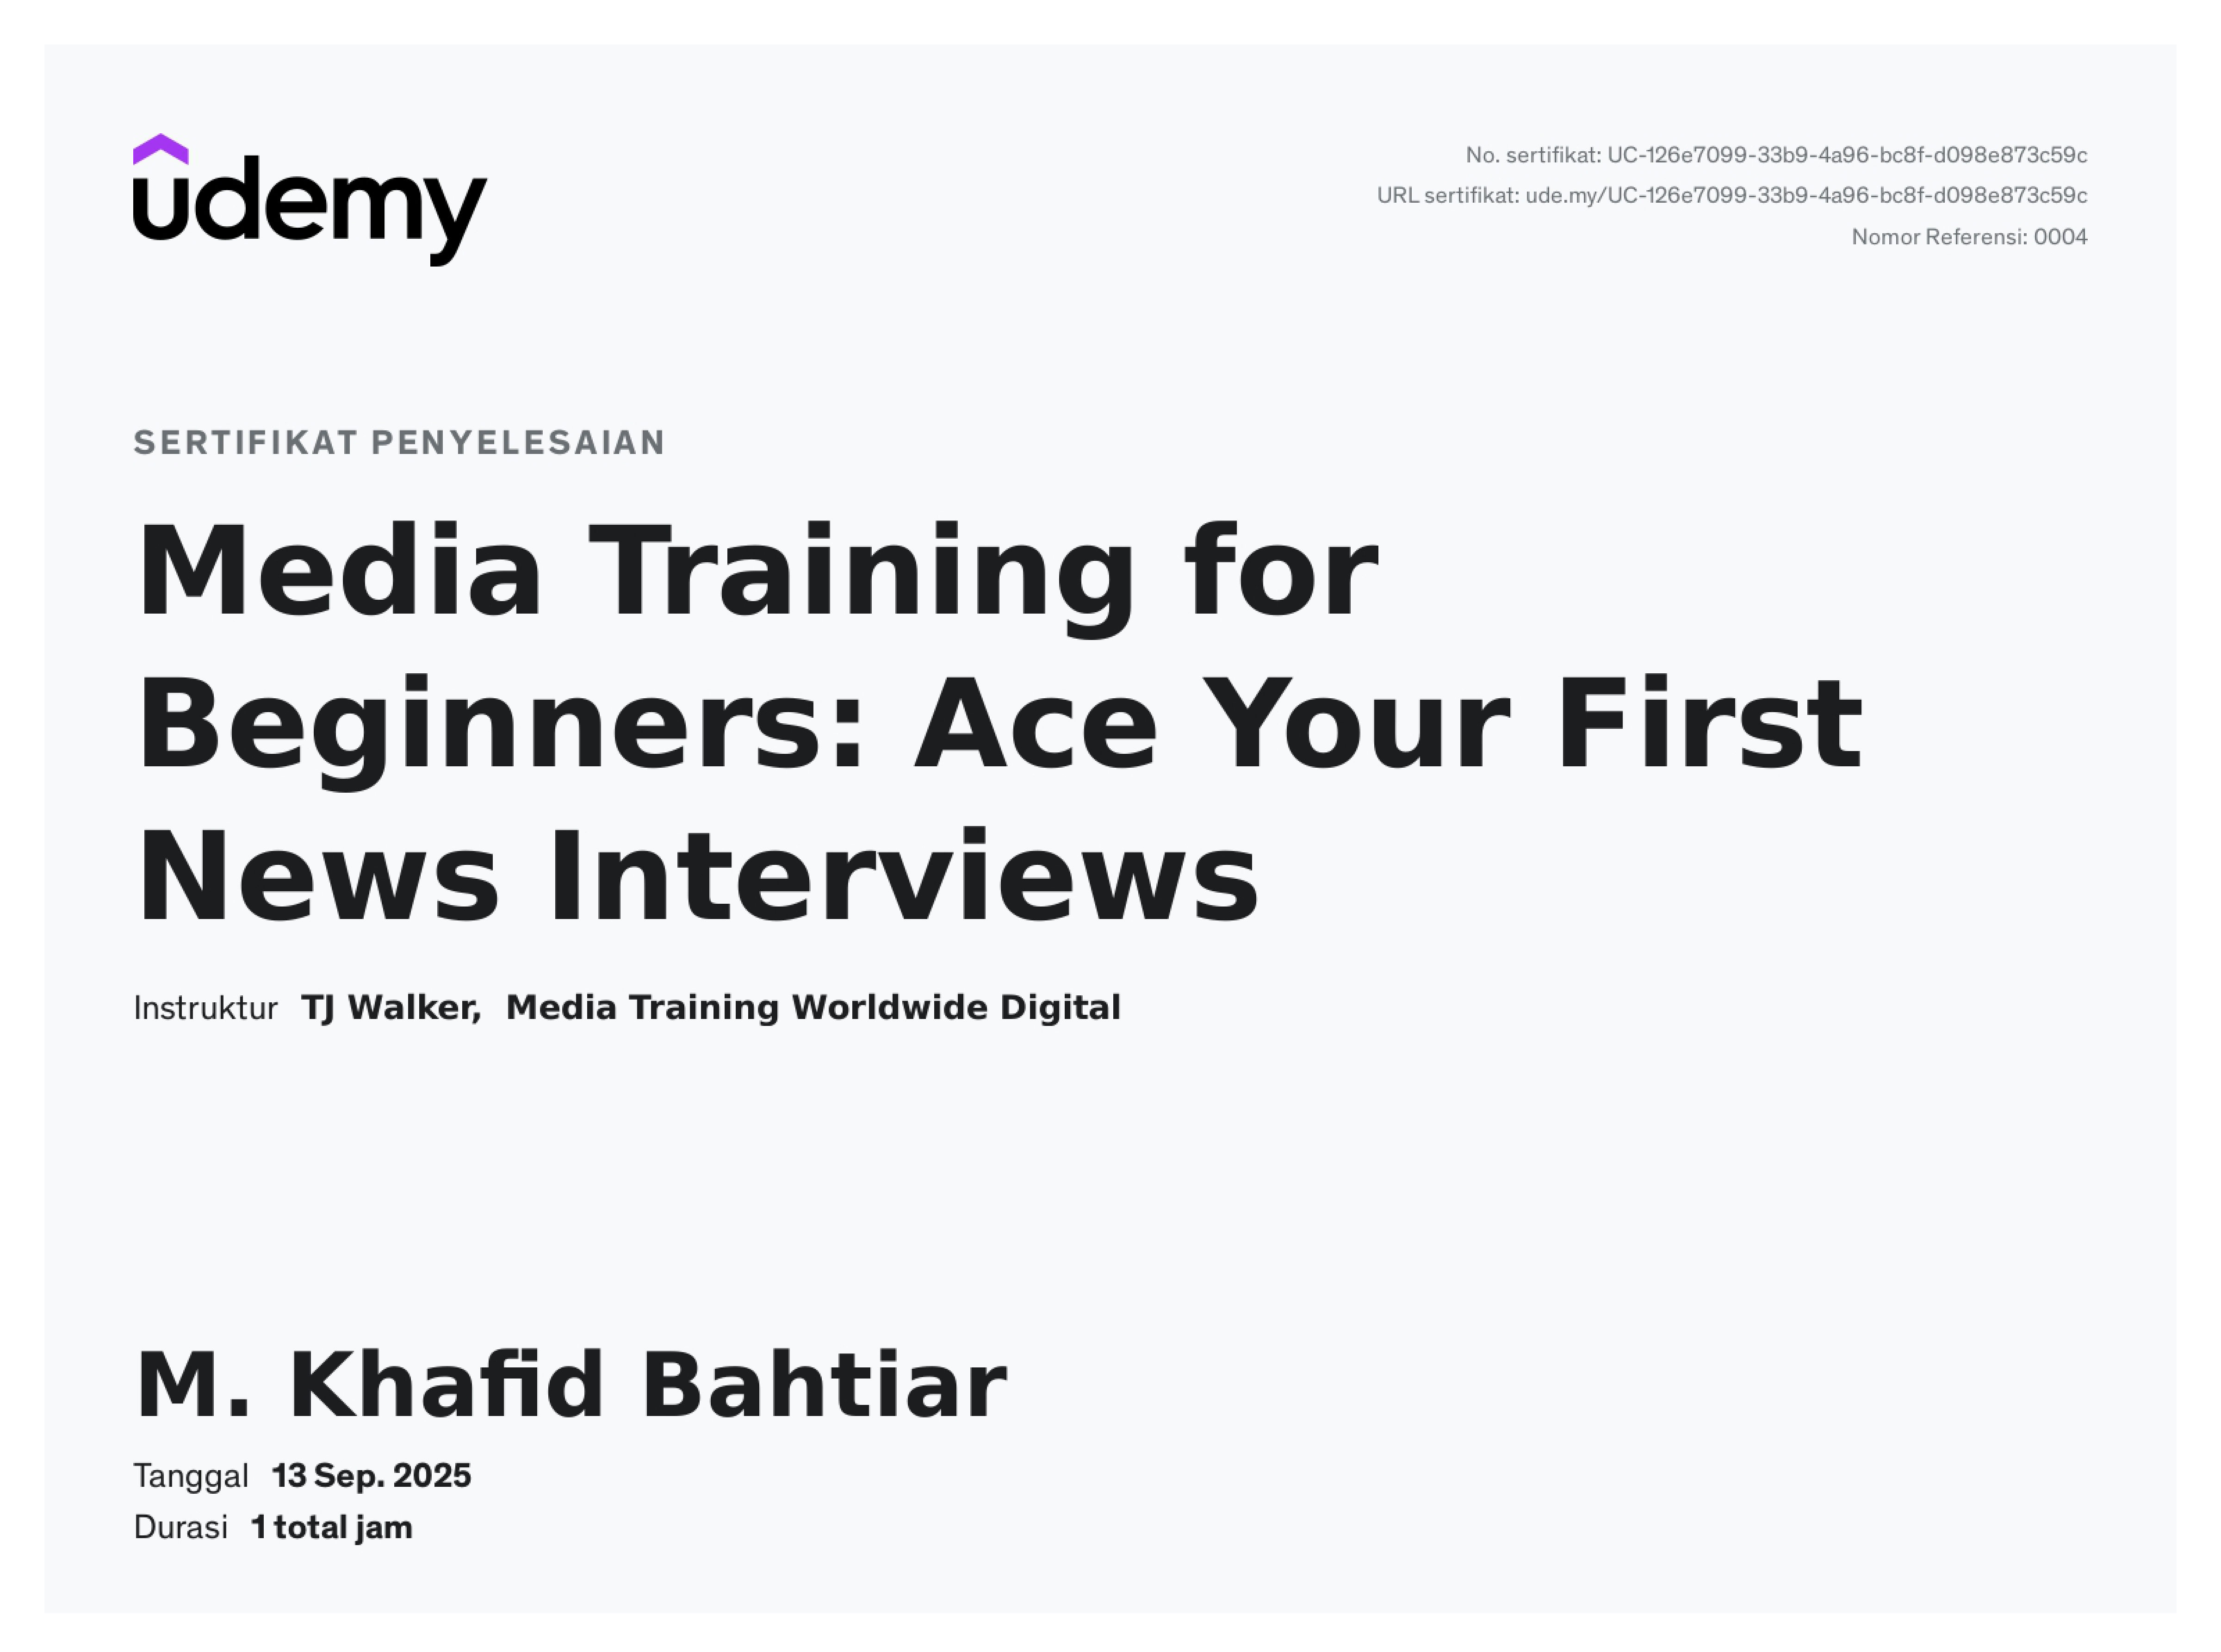 udemy
No. sertifikat: UC-126e7099-33b9-4a96-bc8f-d098e873c59c
URL sertifikat: ude.my/UC-126e7099-33b9-4a96-bc8f-d098e873c59c
Nomor Referensi: 0004
SERTIFIKAT PENYELESAIAN
Media Training for
Beginners: Ace Your First
News Interviews
Instruktur TJ Walker, Media Training Worldwide Digital
M. Khafid Bahtiar
Tanggal 13 Sep. 2025
Durasi 1 total jam